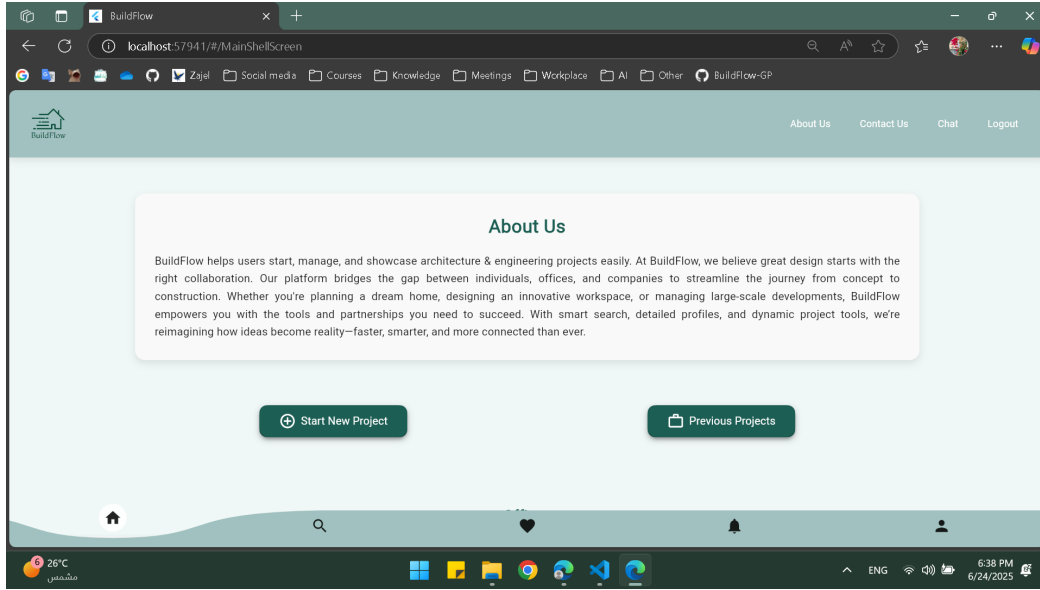 BuildFlow
localhost:57941/#/MainShellScreen
Zajel
Social media
Courses
Knowledge
Meetings
Workplace
AI
Other
BuildFlow-GP
BuildFlow
About Us
Contact Us
Chat
Logout
About Us
BuildFlow helps users start, manage, and showcase architecture & engineering projects easily. At BuildFlow, we believe great design starts with the
right collaboration. Our platform bridges the gap between individuals, offices, and companies to streamline the journey from concept to
construction. Whether you're planning a dream home, designing an innovative workspace, or managing large-scale developments, BuildFlow
empowers you with the tools and partnerships you need to succeed. With smart search, detailed profiles, and dynamic project tools, we're
reimagining how ideas become reality—faster, smarter, and more connected than ever.
Start New Project
Previous Projects
6
26°C
مشمس
ENG
6:38 PM
6/24/2025